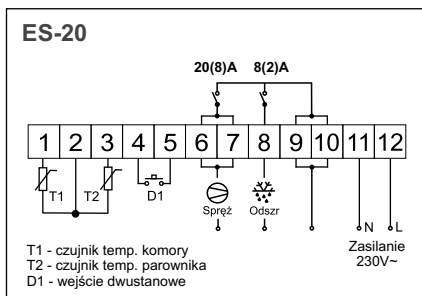 ES-20
20(8)A 8(2)A
1 2 3 4 5 6 7 8 9 10 11 12
T1 T2 D1 Spręż Odszr N L
Zasilanie
230V~
T1 - czujnik temp. komory
T2 - czujnik temp. parownika
D1 - wejście dwustanowe